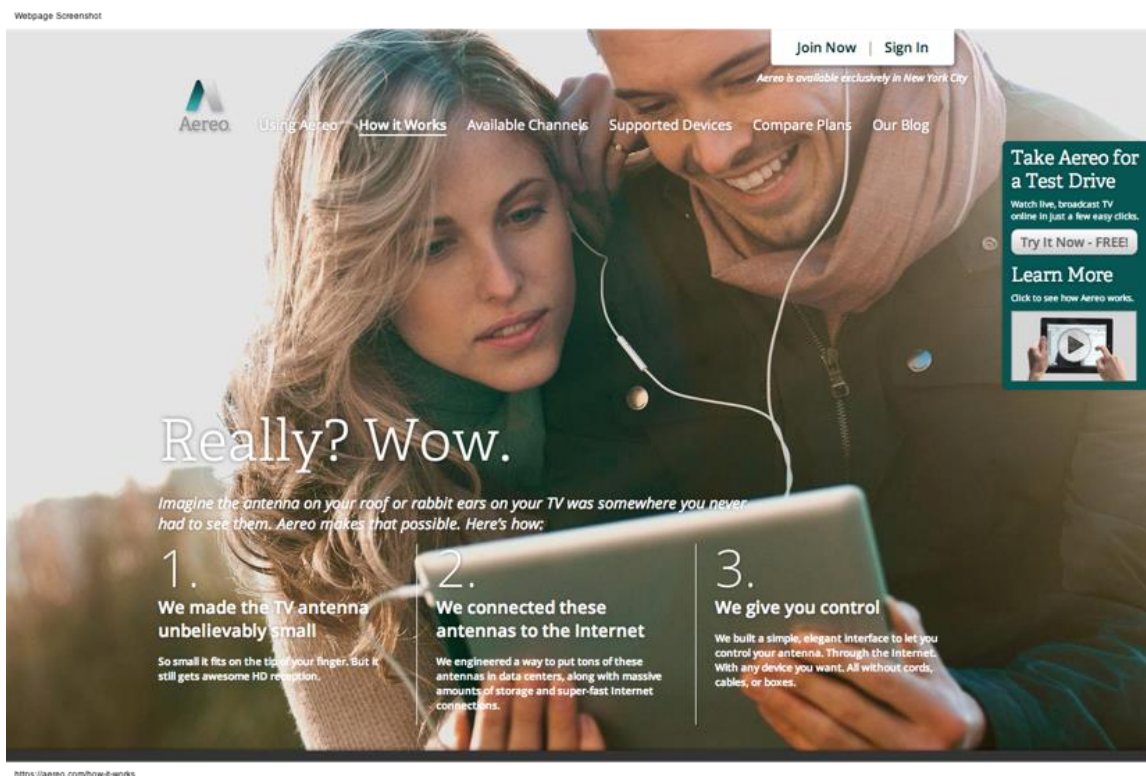 Webpage Screenshot
Join Now | Sign In
Aereo is available exclusively in New York City
Aereo.
Using Aereo How it Works Available Channels Supported Devices Compare Plans Our Blog
Take Aereo for
a Test Drive
Watch live, broadcast TV
online in just a few easy clicks.
Try It Now - FREE!
Learn More
Click to see how Aereo works.
Really? Wow.
Imagine the antenna on your roof or rabbit ears on your TV was somewhere you never
had to see them. Aereo makes that possible. Here's how:
1.
We made the TV antenna
unbelievably small
So small it fits on the tip of your finger. But it
still gets awesome HD reception.
2.
We connected these
antennas to the Internet
We engineered a way to put tons of these
antennas in data centers, along with massive
amounts of storage and super-fast Internet
connections.
3.
We give you control
We built a simple, elegant interface to let you
control your antenna. Through the Internet.
With any device you want. All without cords,
cables, or boxes.
https://aereo.com/how-it-works